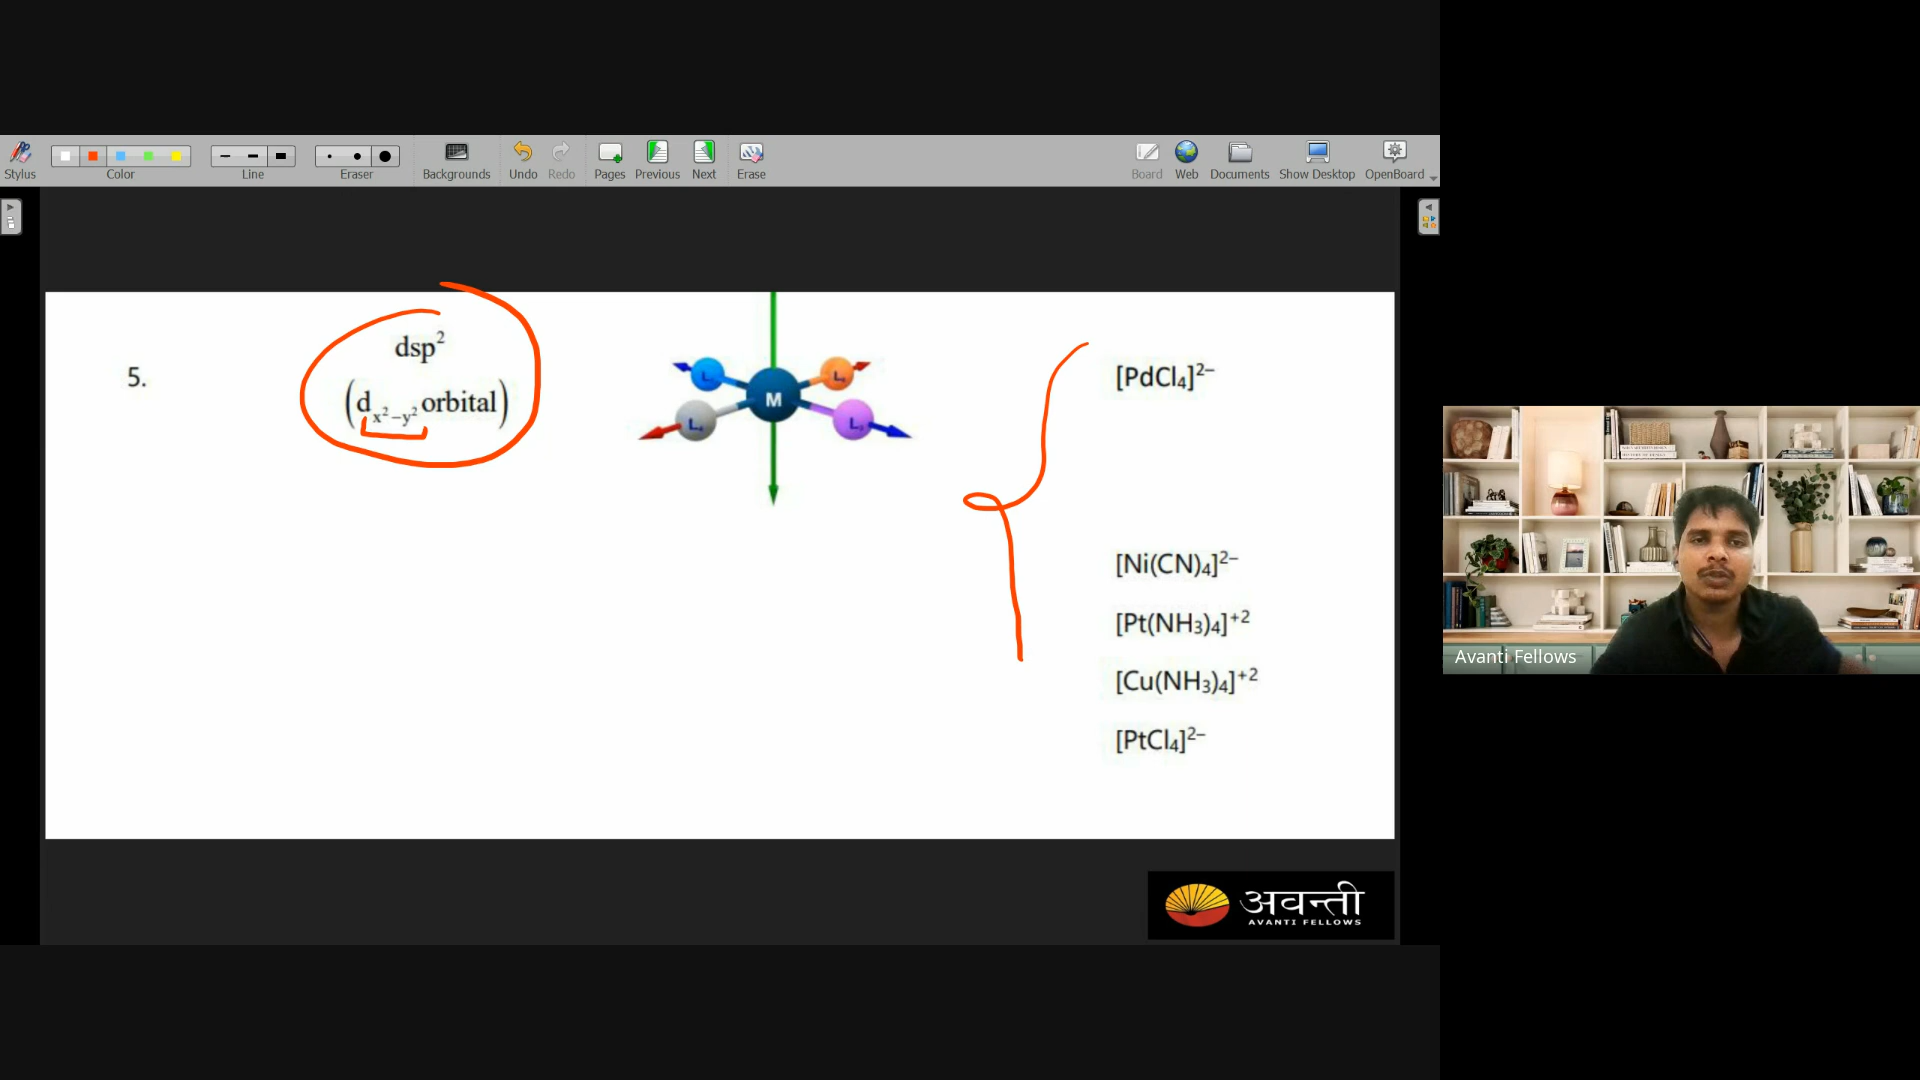 Stylus Color Line Eraser Backgrounds Undo Redo Pages Previous Next Erase Board Web Documents Show Desktop OpenBoard
5.
dsp²
(d x²–y² orbital)
M
L
L
L
L
[PdCl₄]²⁻
[Ni(CN)₄]²⁻
[Pt(NH₃)₄]⁺²
[Cu(NH₃)₄]⁺²
[PtCl₄]²⁻
Avanti Fellows
अवन्ती
AVANTI FELLOWS